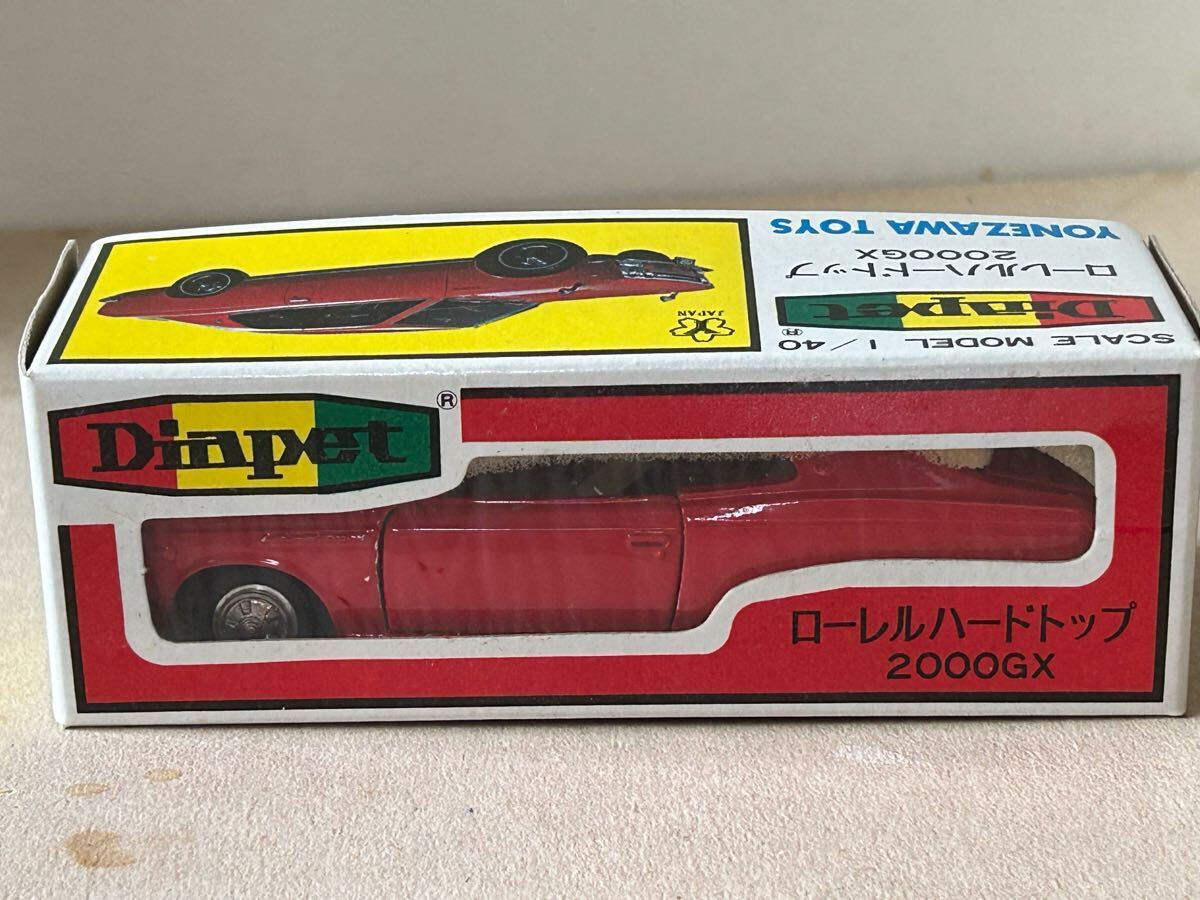 YONEZAWA TOYS
ローレルハードトップ
2000GX
Diapet
®
SCALE MODEL 1/40
JAPAN
Diapet
®
ローレルハードトップ
2000GX